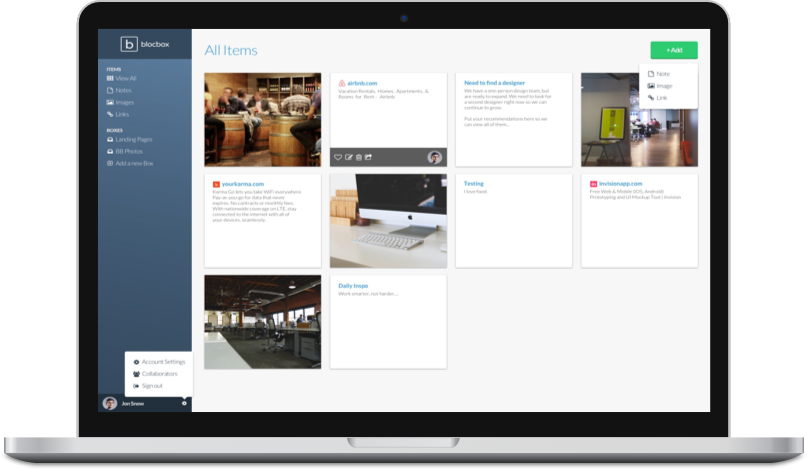 b blocbox
ITEMS
View All
Notes
Images
Links
BOXES
Landing Pages
BB Photos
Add a new Box
Account Settings
Collaborators
Sign out
Jon Snow
All Items
+Add
Note
Image
Link
airbnb.com
Vacation Rentals, Homes, Apartments, &
Rooms for Rent - Airbnb
Need to find a designer
We have a one-person design team, but
are ready to expand. We need to look for
a second designer right now so we can
continue to grow.
Put your recommendations here so we
can view all of them...
yourkarma.com
Karma Go lets you take WiFi everywhere.
Pay-as-you-go for data that never
expires. No contracts or monthly fees.
With nationwide coverage on LTE, stay
connected to the internet with all of
your devices, seamlessly.
Testing
I love food.
invisionapp.com
Free Web & Mobile (iOS, Android)
Prototyping and UI Mockup Tool | InVision
Daily Inspo
Work smarter, not harder ...